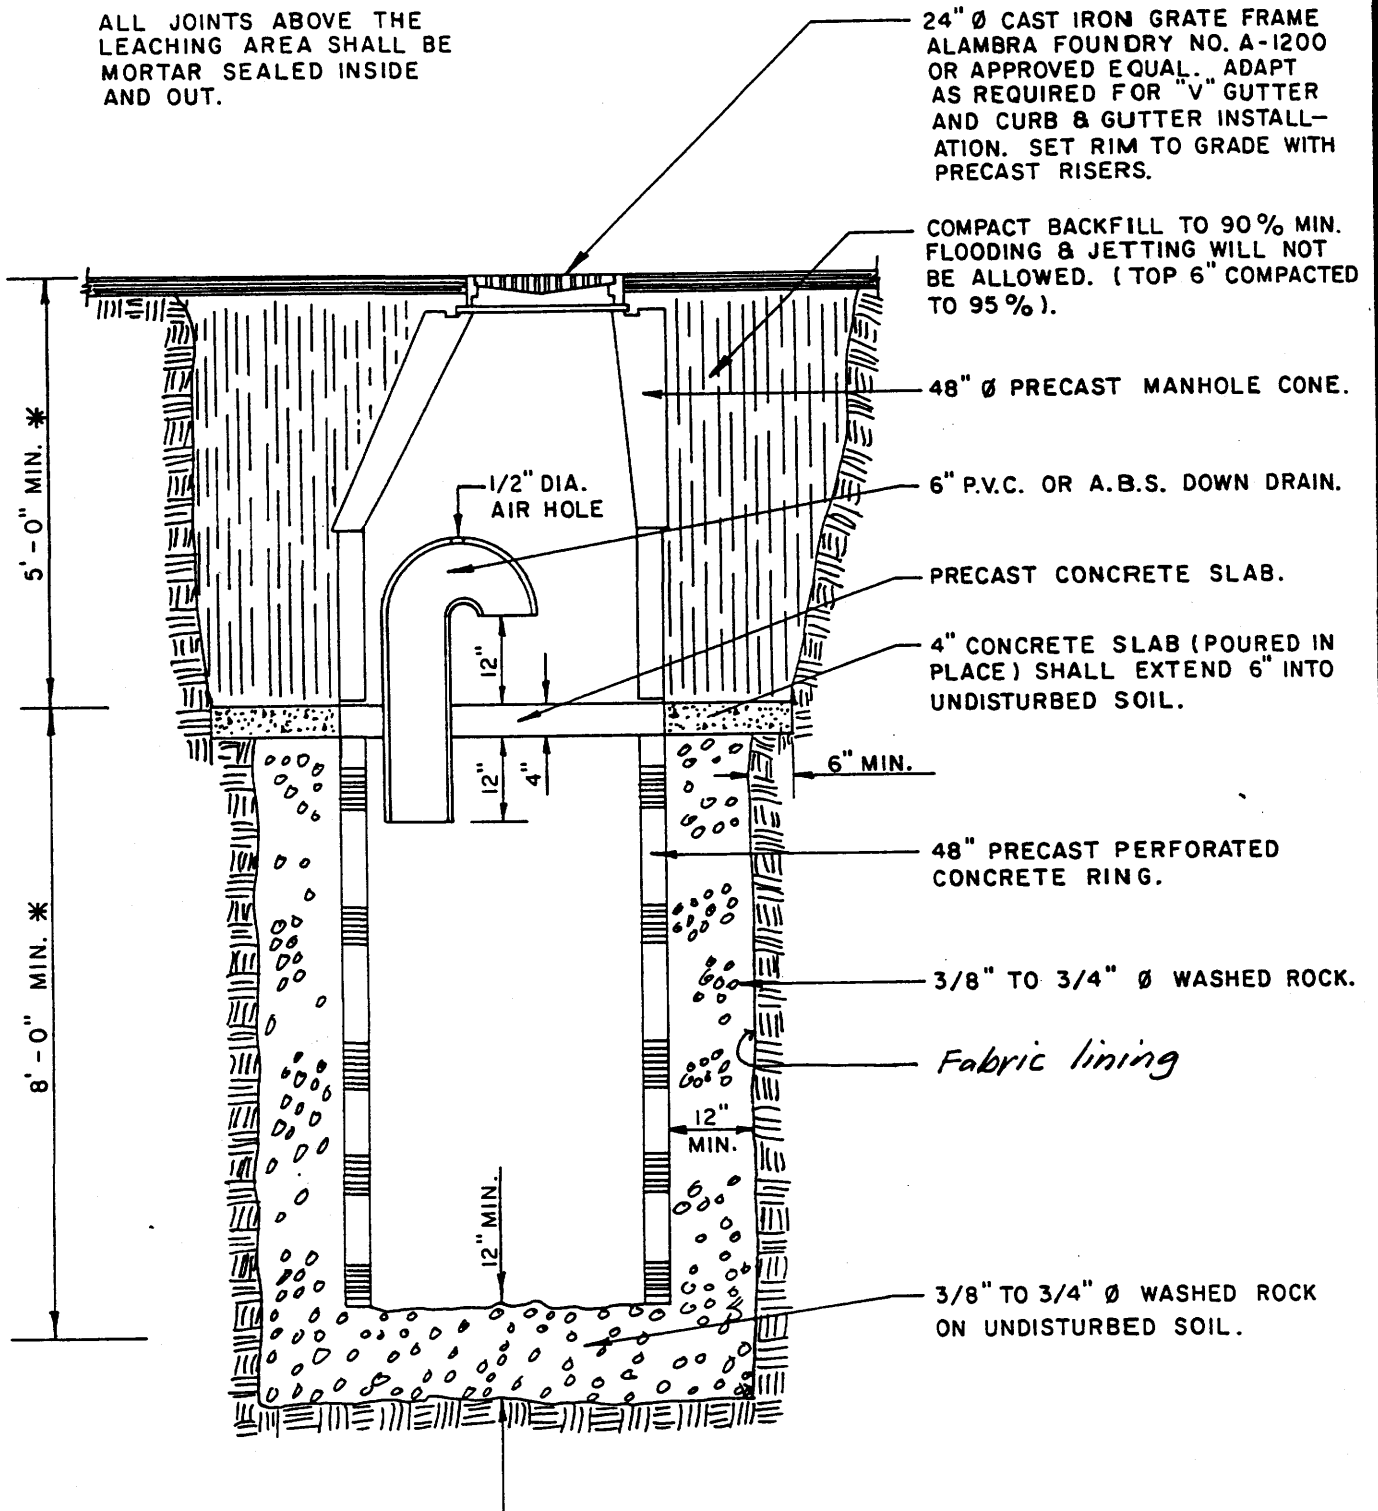 ALL JOINTS ABOVE THE
LEACHING AREA SHALL BE
MORTAR SEALED INSIDE
AND OUT.
24" Ø CAST IRON GRATE FRAME
ALAMBRA FOUNDRY NO. A-1200
OR APPROVED EQUAL. ADAPT
AS REQUIRED FOR "V" GUTTER
AND CURB & GUTTER INSTALL-
ATION. SET RIM TO GRADE WITH
PRECAST RISERS.
COMPACT BACKFILL TO 90% MIN.
FLOODING & JETTING WILL NOT
BE ALLOWED. (TOP 6" COMPACTED
TO 95%).
48" Ø PRECAST MANHOLE CONE.
5'-0" MIN. *
1/2" DIA.
AIR HOLE
6" P.V.C. OR A.B.S. DOWN DRAIN.
PRECAST CONCRETE SLAB.
12"
4" CONCRETE SLAB (POURED IN
PLACE) SHALL EXTEND 6" INTO
UNDISTURBED SOIL.
12"
4"
6" MIN.
48" PRECAST PERFORATED
CONCRETE RING.
8'-0" MIN. *
3/8" TO 3/4" Ø WASHED ROCK.
Fabric lining
12"
MIN.
12" MIN.
3/8" TO 3/4" Ø WASHED ROCK
ON UNDISTURBED SOIL.